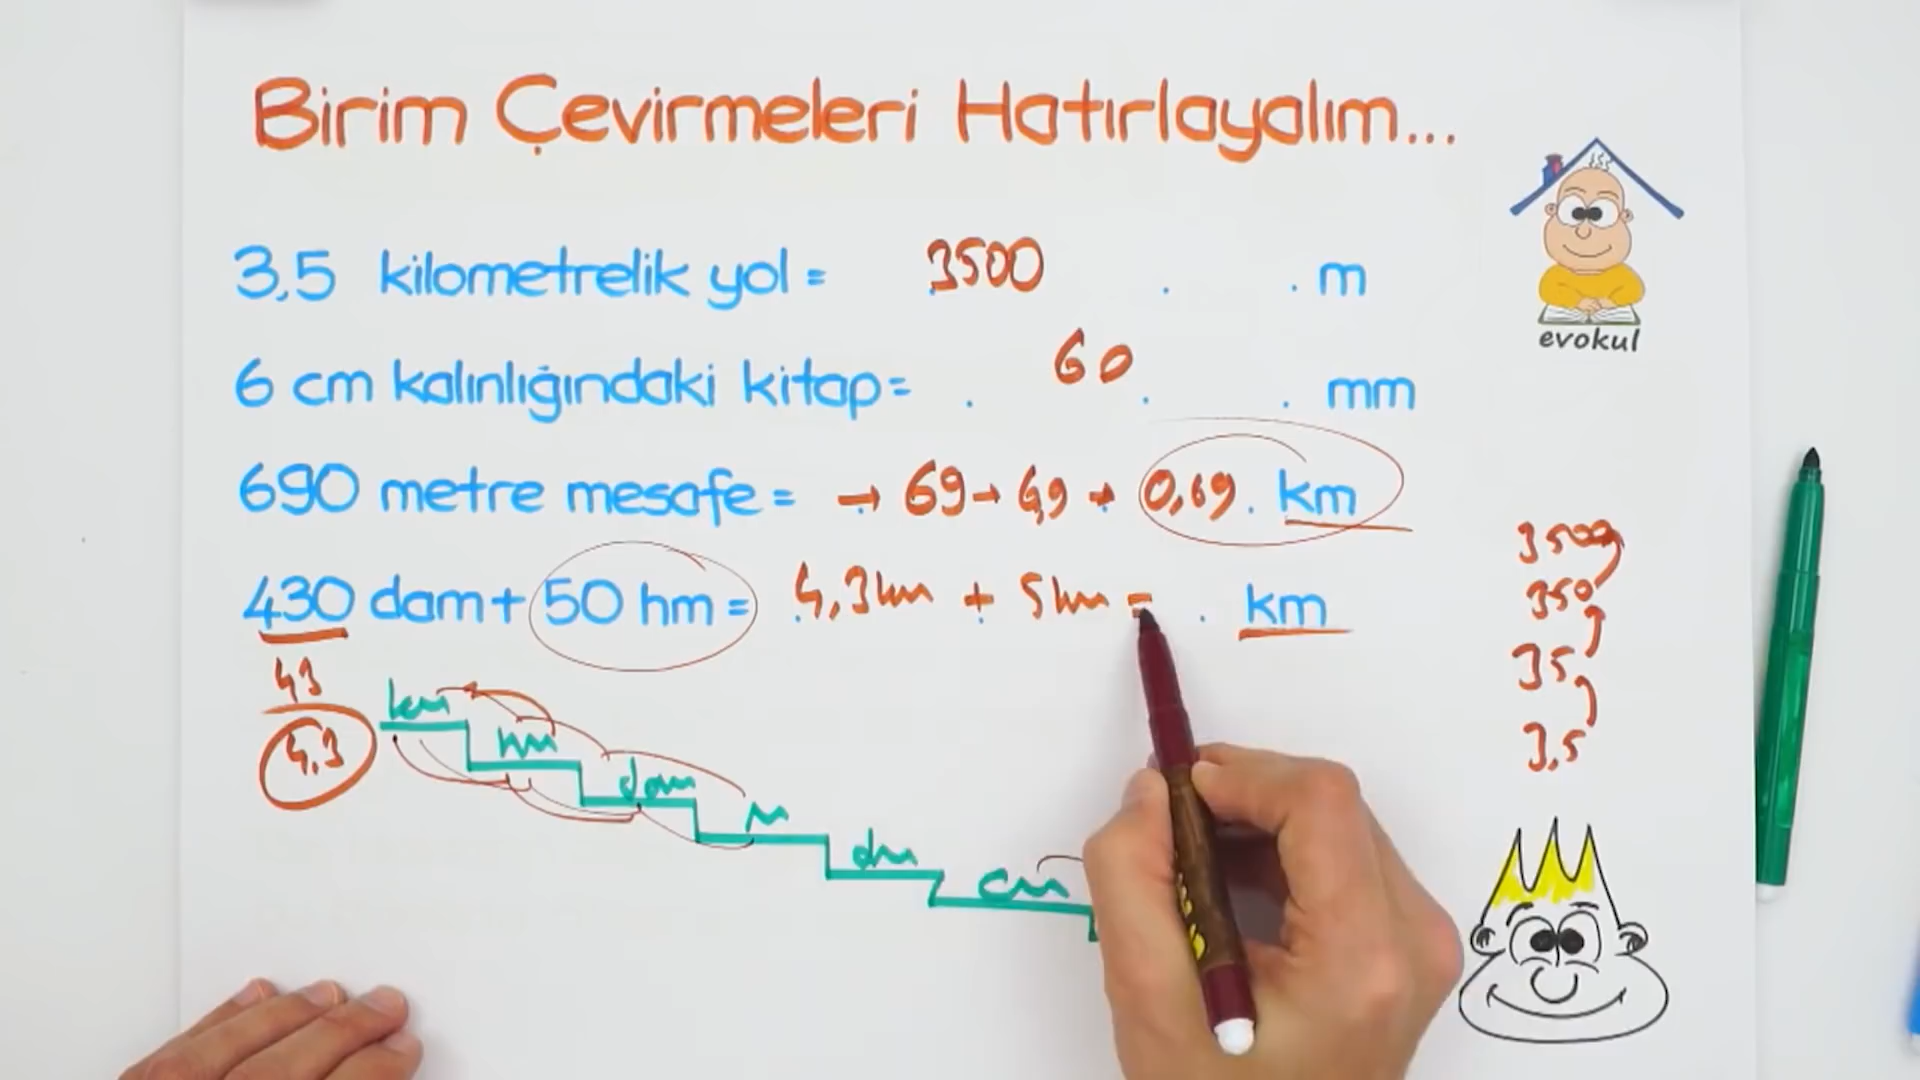 Birim Çevirmeleri Hatırlayalım...
evokul
3,5 kilometrelik yol = 3500 . . m
6 cm kalınlığındaki kitap = . 60 . . mm
690 metre mesafe = → 69 → 6,9 → 0,69 . km
430 dam + 50 hm = 4,3 km + 5 km = . km
43
4,3
km
hm
dam
m
dm
cm
3500
350
35
3,5